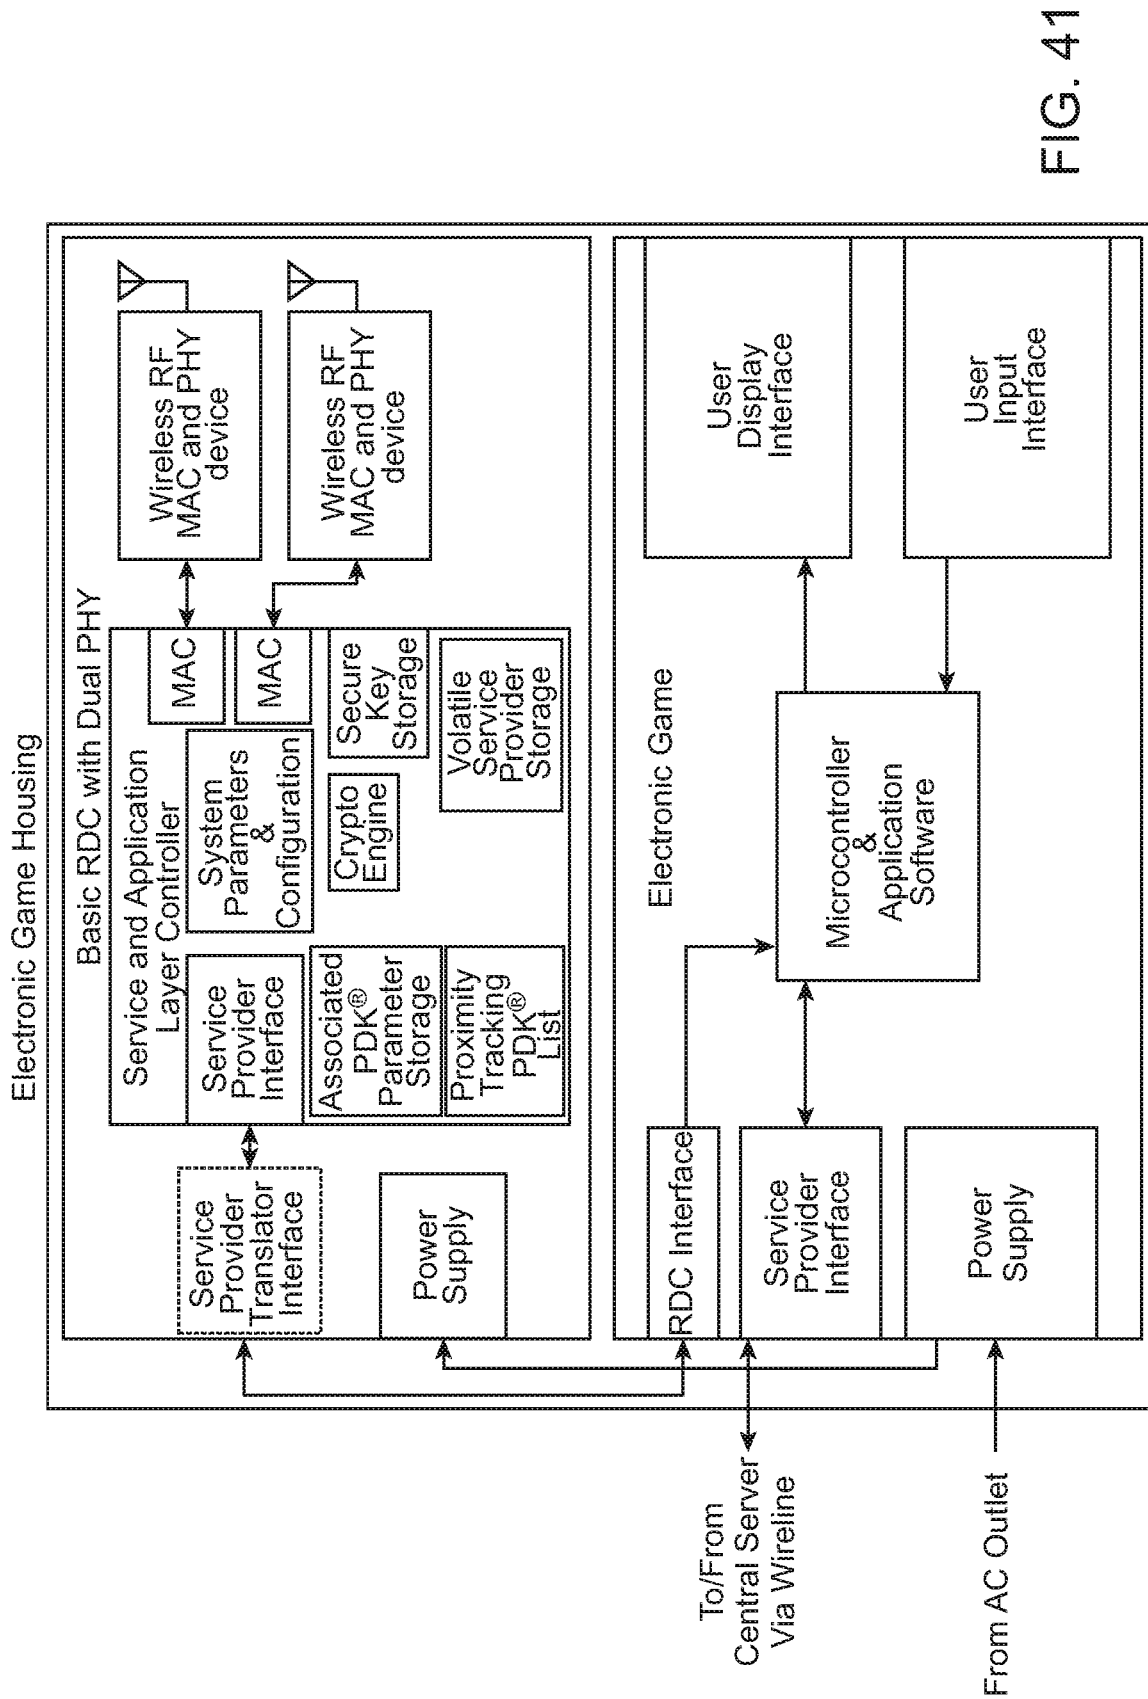 Electronic Game Housing
Basic RDC with Dual PHY
Service and Application
Layer Controller
Service
Provider
Translator
Interface
Service
Provider
Interface
System
Parameters
&
Configuration
MAC
MAC
Wireless RF
MAC and PHY
device
Wireless RF
MAC and PHY
device
Power
Supply
Associated
PDK®
Parameter
Storage
Proximity
Tracking
PDK®
List
Crypto
Engine
Secure
Key
Storage
Volatile
Service
Provider
Storage
Electronic Game
RDC Interface
Service
Provider
Interface
Power
Supply
Microcontroller
&
Application
Software
User
Display
Interface
User
Input
Interface
To/From
Central Server
Via Wireline
From AC Outlet
FIG. 41